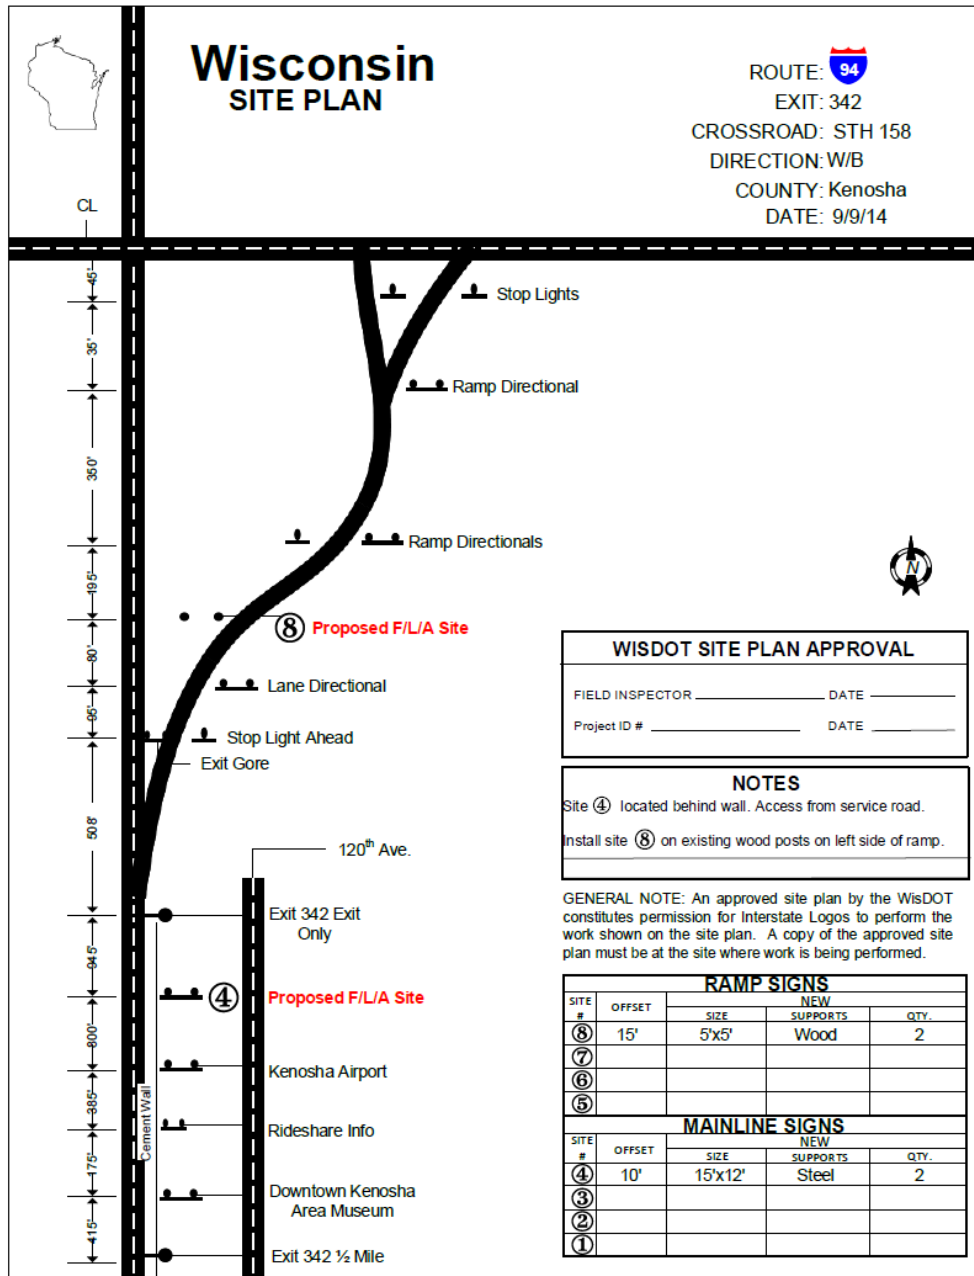 Wisconsin
SITE PLAN
ROUTE: 94
EXIT: 342
CROSSROAD: STH 158
DIRECTION: W/B
COUNTY: Kenosha
DATE: 9/9/14
CL
45'
Stop Lights
35'
Ramp Directional
350'
Ramp Directionals
N
195'
⑧ Proposed F/L/A Site
80'
Lane Directional
95'
Stop Light Ahead
Exit Gore
508'
120th Ave.
Exit 342 Exit
Only
945'
④ Proposed F/L/A Site
800'
Kenosha Airport
385'
Cement Wall
Rideshare Info
175'
Downtown Kenosha
Area Museum
415'
Exit 342 ½ Mile
WISDOT SITE PLAN APPROVAL
FIELD INSPECTOR DATE
Project ID # DATE
NOTES
Site ④ located behind wall. Access from service road.
Install site ⑧ on existing wood posts on left side of ramp.
GENERAL NOTE: An approved site plan by the WisDOT
constitutes permission for Interstate Logos to perform the
work shown on the site plan. A copy of the approved site
plan must be at the site where work is being performed.
RAMP SIGNS
SITE # OFFSET NEW
SIZE SUPPORTS QTY.
⑧ 15' 5'x5' Wood 2
⑦
⑥
⑤
MAINLINE SIGNS
SITE # OFFSET NEW
SIZE SUPPORTS QTY.
④ 10' 15'x12' Steel 2
③
②
①